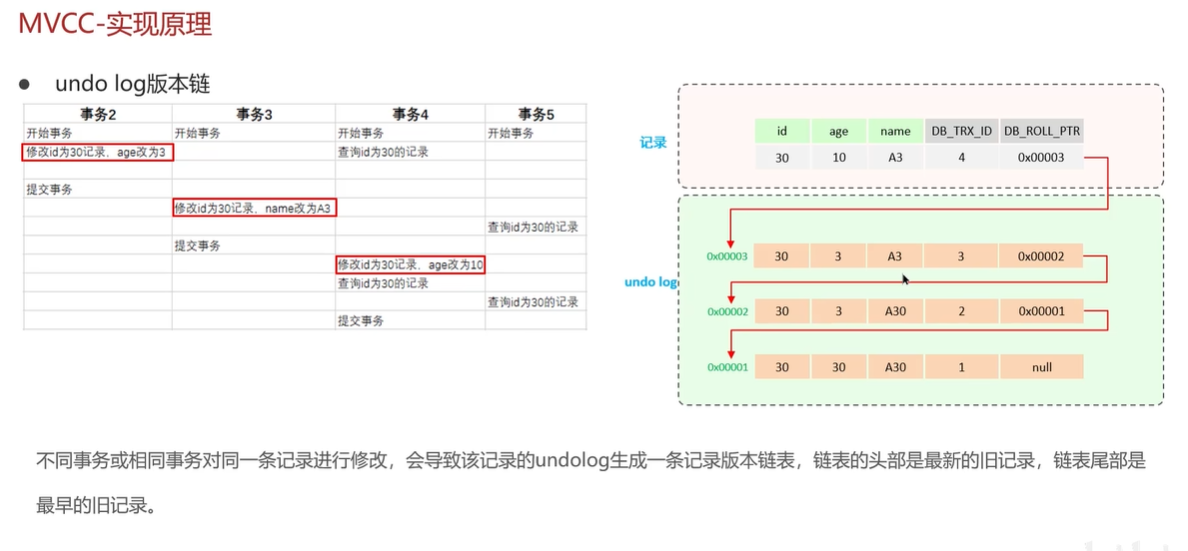 MVCC-实现原理
● undo log版本链
事务2 事务3 事务4 事务5
开始事务 开始事务 开始事务 开始事务
修改id为30记录，age改为3 查询id为30的记录
提交事务
修改id为30记录，name改为A3
查询id为30的记录
提交事务
修改id为30记录，age改为10
查询id为30的记录
查询id为30的记录
提交事务
记录
id age name DB_TRX_ID DB_ROLL_PTR
30 10 A3 4 0x00003
undo log
0x00003 30 3 A3 3 0x00002
0x00002 30 3 A30 2 0x00001
0x00001 30 30 A30 1 null
不同事务或相同事务对同一条记录进行修改，会导致该记录的undolog生成一条记录版本链表，链表的头部是最新的旧记录，链表尾部是
最早的旧记录。